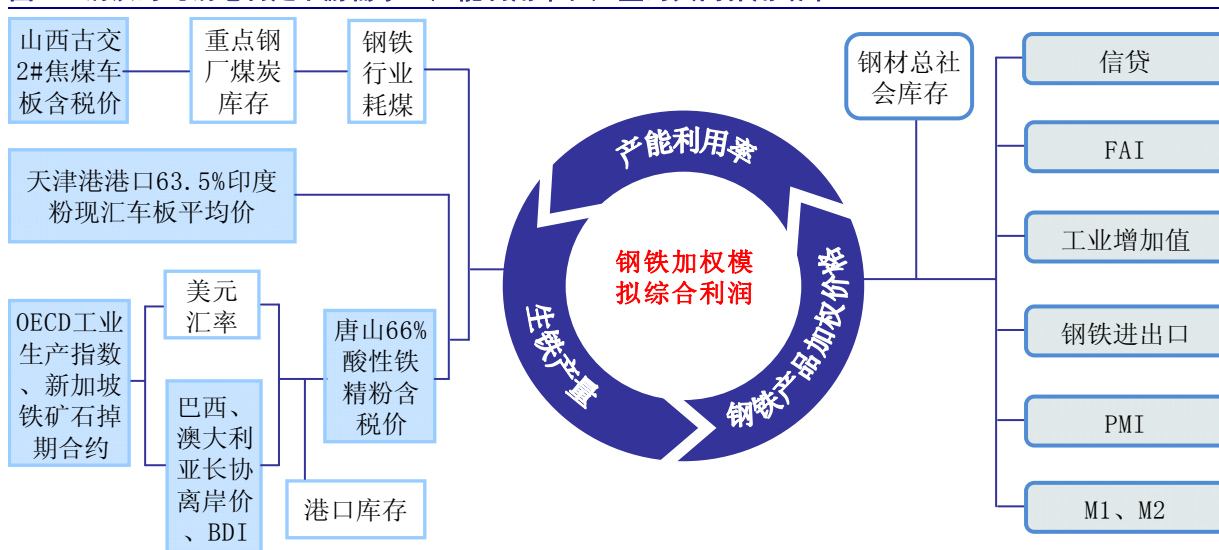 山西古交
2#焦煤车
板含税价
重点钢
厂煤炭
库存
钢铁
行业
耗煤
天津港港口63.5%印度
粉现汇车板平均价
OECD工业
生产指数
、新加坡
铁矿石掉
期合约
美元
汇率
巴西、
澳大利
亚长协
离岸价
、BDI
港口库存
唐山66%
酸性铁
精粉含
税价
产能利用率
生铁产量
钢铁产品加权价格
钢铁加权模
拟综合利润
钢材总社
会库存
信贷
FAI
工业增加值
钢铁进出口
PMI
M1、M2